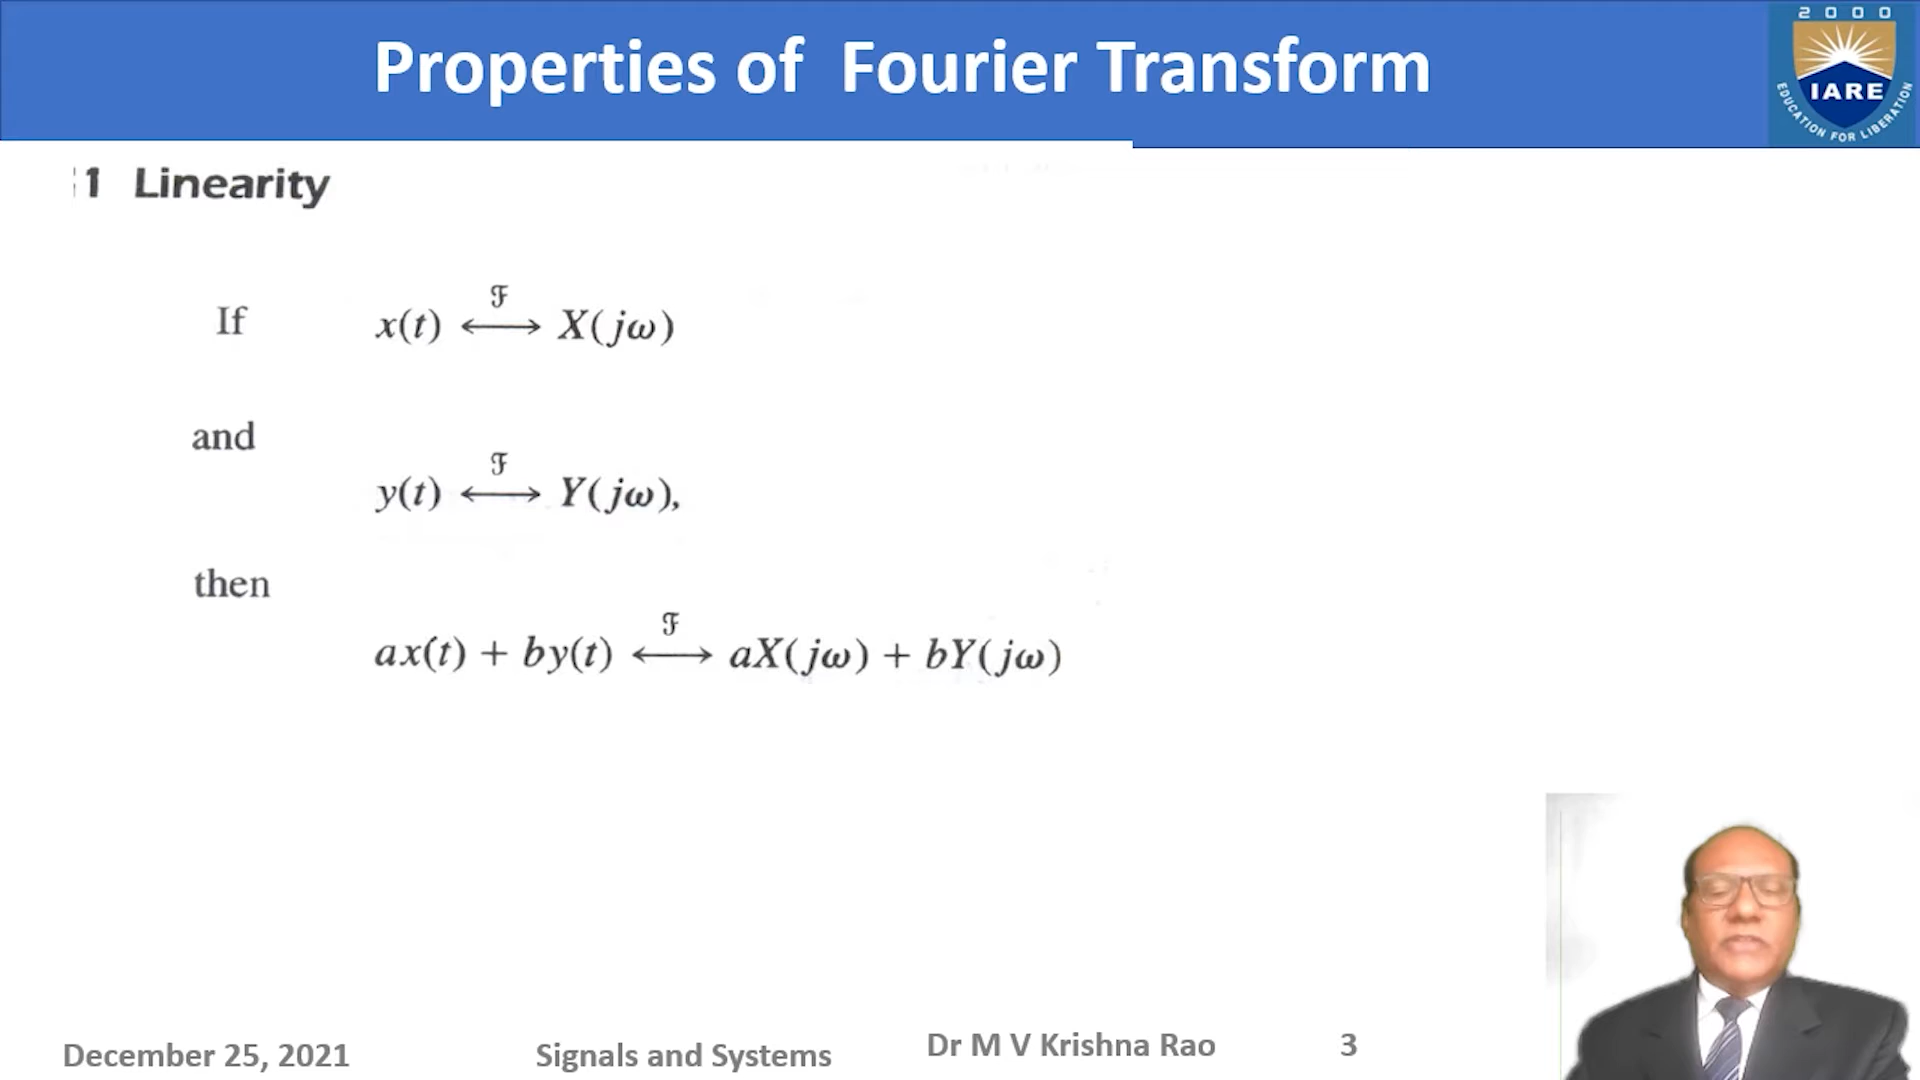 Properties of Fourier Transform
2000
IARE
EDUCATION FOR LIBERATION
1 Linearity
If x(t) ⟷ℱ X(jω)
and
y(t) ⟷ℱ Y(jω),
then
ax(t) + by(t) ⟷ℱ aX(jω) + bY(jω)
December 25, 2021 Signals and Systems Dr M V Krishna Rao 3